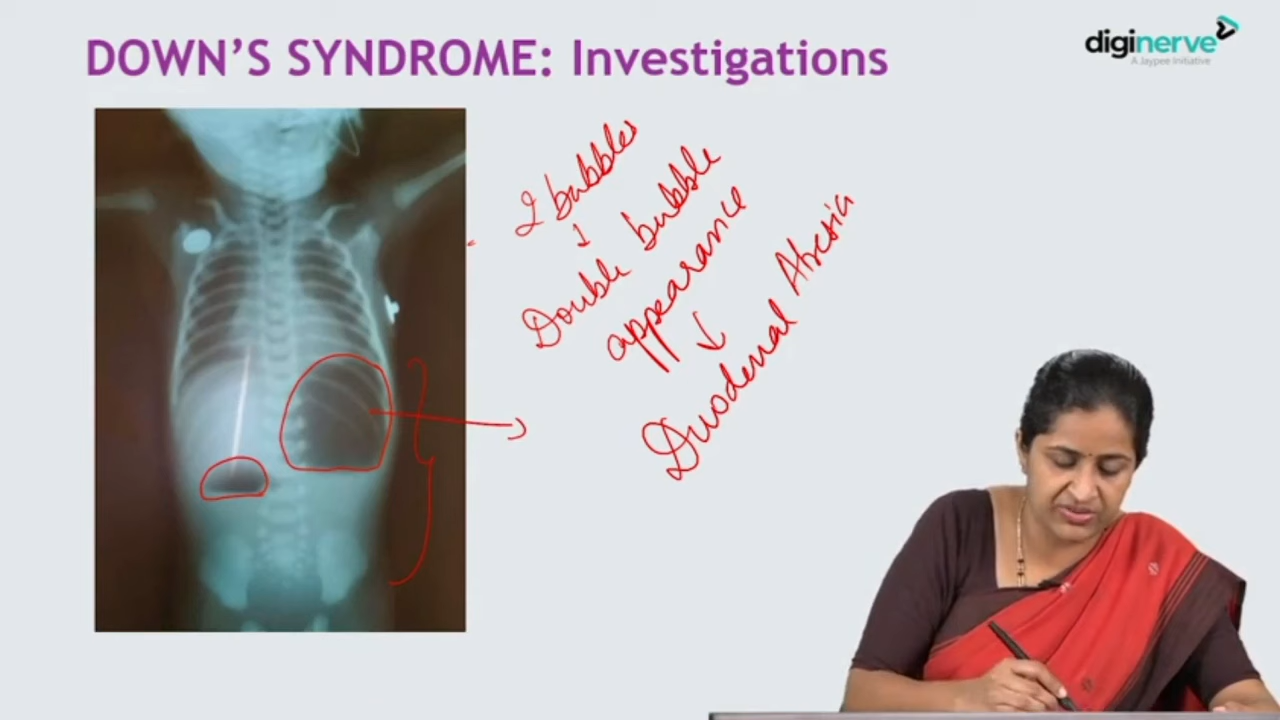 DOWN'S SYNDROME: Investigations
diginerve
A Jaypee Initiative
2 bubbles
↓
Double bubble
appearance
↓
Duodenal Atresia